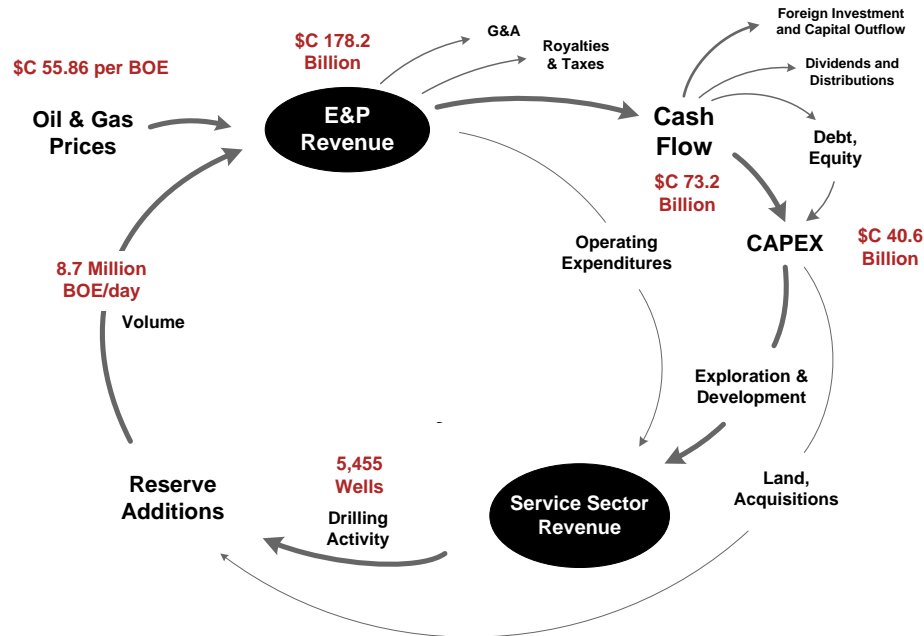 Foreign Investment
and Capital Outflow
G&A
$C 178.2
Billion
Royalties
& Taxes
$C 55.86 per BOE
Dividends and
Distributions
Oil & Gas
Prices
E&P
Revenue
Cash
Flow
Debt,
Equity
$C 73.2
Billion
CAPEX
$C 40.6
Billion
Operating
Expenditures
8.7 Million
BOE/day
Volume
Exploration &
Development
5,455
Wells
Reserve
Additions
Drilling
Activity
Service Sector
Revenue
Land,
Acquisitions